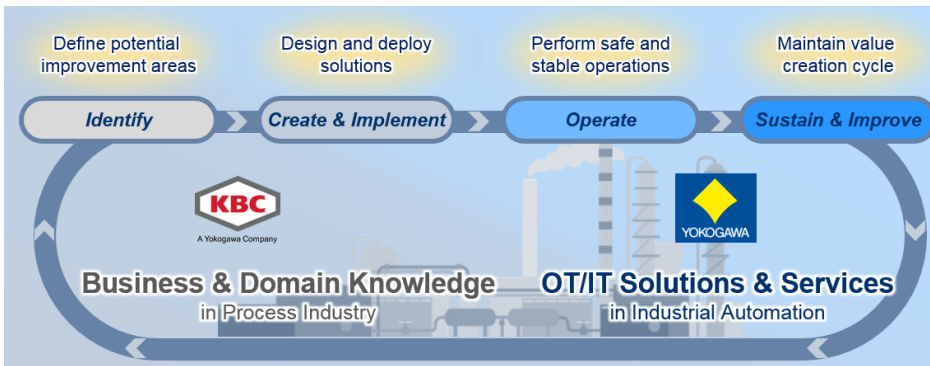 Define potential
improvement areas
Design and deploy
solutions
Perform safe and
stable operations
Maintain value
creation cycle
Identify
Create & Implement
Operate
Sustain & Improve
KBC
A Yokogawa Company
YOKOGAWA
Business & Domain Knowledge
in Process Industry
OT/IT Solutions & Services
in Industrial Automation